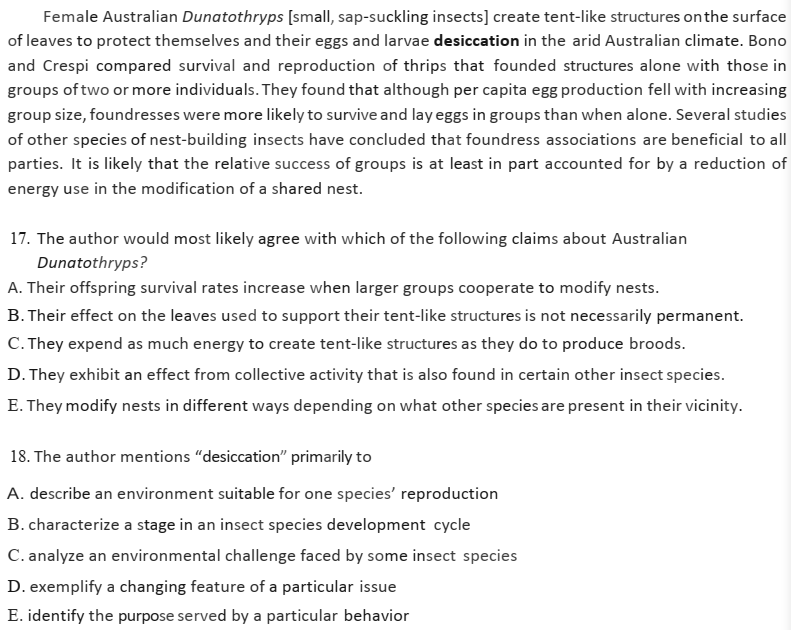 Female Australian Dunatothryps [small, sap-suckling insects] create tent-like structures on the surface
of leaves to protect themselves and their eggs and larvae desiccation in the arid Australian climate. Bono
and Crespi compared survival and reproduction of thrips that founded structures alone with those in
groups of two or more individuals. They found that although per capita egg production fell with increasing
group size, foundresses were more likely to survive and lay eggs in groups than when alone. Several studies
of other species of nest-building insects have concluded that foundress associations are beneficial to all
parties. It is likely that the relative success of groups is at least in part accounted for by a reduction of
energy use in the modification of a shared nest.
17. The author would most likely agree with which of the following claims about Australian
Dunatothryps?
A. Their offspring survival rates increase when larger groups cooperate to modify nests.
B. Their effect on the leaves used to support their tent-like structures is not necessarily permanent.
C. They expend as much energy to create tent-like structures as they do to produce broods.
D. They exhibit an effect from collective activity that is also found in certain other insect species.
E. They modify nests in different ways depending on what other species are present in their vicinity.
18. The author mentions “desiccation” primarily to
A. describe an environment suitable for one species’ reproduction
B. characterize a stage in an insect species development cycle
C. analyze an environmental challenge faced by some insect species
D. exemplify a changing feature of a particular issue
E. identify the purpose served by a particular behavior